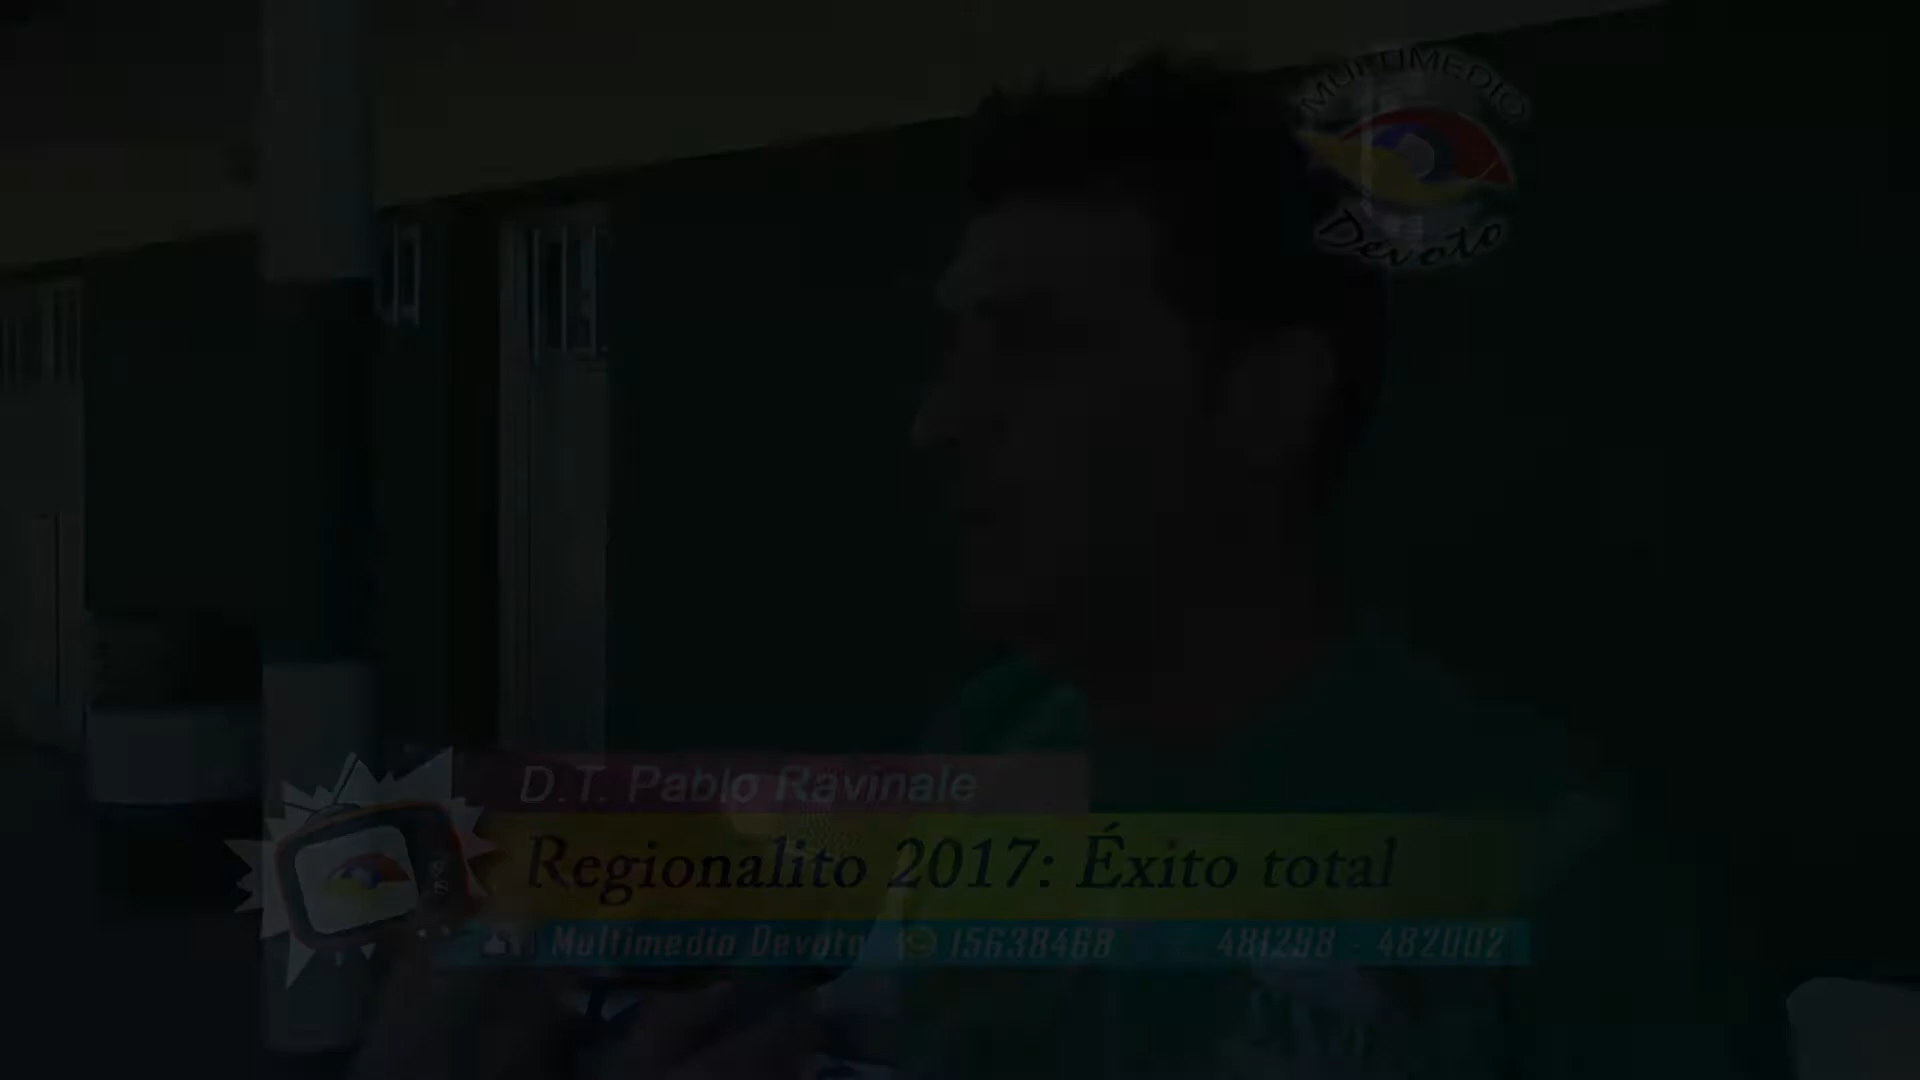 MULTIMEDIO
Devoto
D.T. Pablo Ravinale
Regionalito 2017: Éxito total
Multimedio Devoto 15638468 481298 - 482002